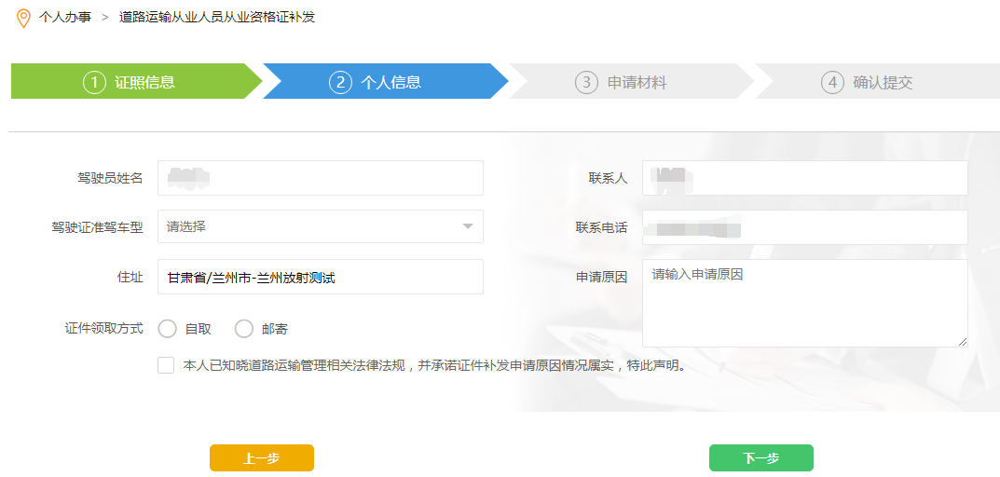 个人办事 > 道路运输从业人员从业资格证补发
1 证照信息 2 个人信息 3 申请材料 4 确认提交
驾驶员姓名 联系人
驾驶证准驾车型 请选择 联系电话
住址 甘肃省/兰州市-兰州放射测试 申请原因 请输入申请原因
证件领取方式 自取 邮寄
本人已知晓道路运输管理相关法律法规，并承诺证件补发申请原因情况属实，特此声明。
上一步 下一步